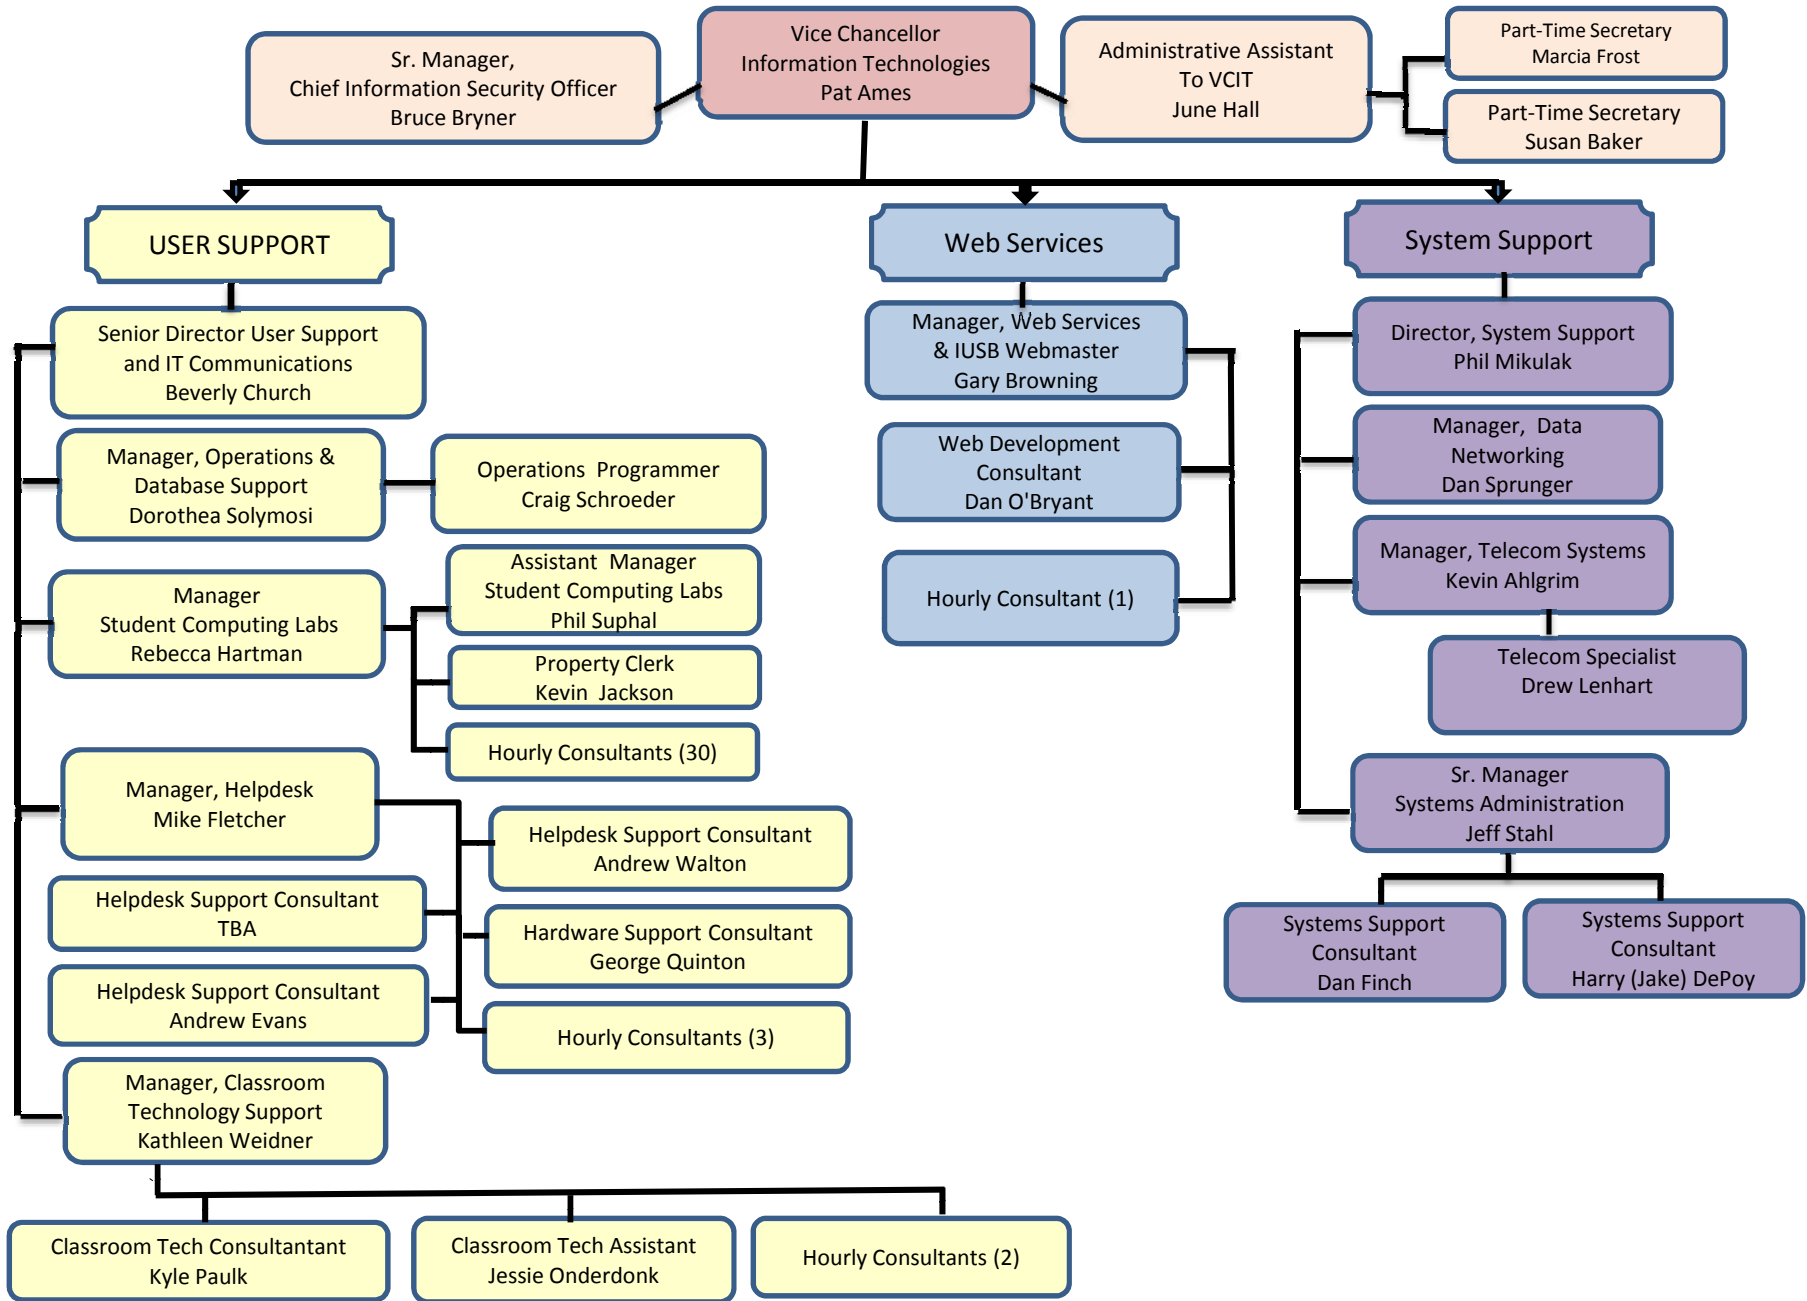 Sr. Manager,
Chief Information Security Officer
Bruce Bryner
Vice Chancellor
Information Technologies
Pat Ames
Administrative Assistant
To VCIT
June Hall
Part-Time Secretary
Marcia Frost
Part-Time Secretary
Susan Baker
USER SUPPORT
Senior Director User Support
and IT Communications
Beverly Church
Manager, Operations &
Database Support
Dorothea Solymosi
Operations Programmer
Craig Schroeder
Manager
Student Computing Labs
Rebecca Hartman
Assistant Manager
Student Computing Labs
Phil Suphal
Property Clerk
Kevin Jackson
Hourly Consultants (30)
Manager, Helpdesk
Mike Fletcher
Helpdesk Support Consultant
Andrew Walton
Helpdesk Support Consultant
TBA
Hardware Support Consultant
George Quinton
Helpdesk Support Consultant
Andrew Evans
Hourly Consultants (3)
Manager, Classroom
Technology Support
Kathleen Weidner
Classroom Tech Consultantant
Kyle Paulk
Classroom Tech Assistant
Jessie Onderdonk
Hourly Consultants (2)
Web Services
Manager, Web Services
& IUSB Webmaster
Gary Browning
Web Development
Consultant
Dan O'Bryant
Hourly Consultant (1)
System Support
Director, System Support
Phil Mikulak
Manager, Data
Networking
Dan Sprunger
Manager, Telecom Systems
Kevin Ahlgrim
Telecom Specialist
Drew Lenhart
Sr. Manager
Systems Administration
Jeff Stahl
Systems Support
Consultant
Dan Finch
Systems Support
Consultant
Harry (Jake) DePoy